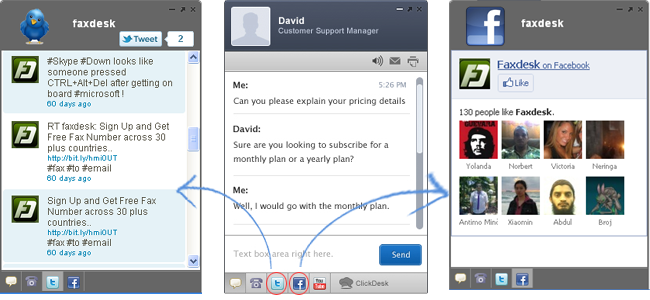 faxdesk
Tweet 2
#Skype #Down looks like
someone pressed
CTRL+Alt+Del after getting on
board #microsoft !
60 days ago
RT faxdesk: Sign Up and Get
Free Fax Number across 30
plus countries..
http://bit.ly/hmiOUT
#fax #to #email
60 days ago
Sign Up and Get Free Fax
Number across 30 plus
countries..
http://bit.ly/hmiOUT
#fax #to #email
60 days ago
David
Customer Support Manager
Me: 5:26 PM
Can you please explain your pricing details
David:
Sure are you looking to subscribe for a
monthly plan or a yearly plan?
Me:
Well, I would go with the monthly plan.
Text box area right here.
Send
You Tube
ClickDesk
faxdesk
Faxdesk on Facebook
Like
130 people like Faxdesk.
Yolanda Norbert Victoria Neringa
Antimo Mind Xiaomin Abdul Broj